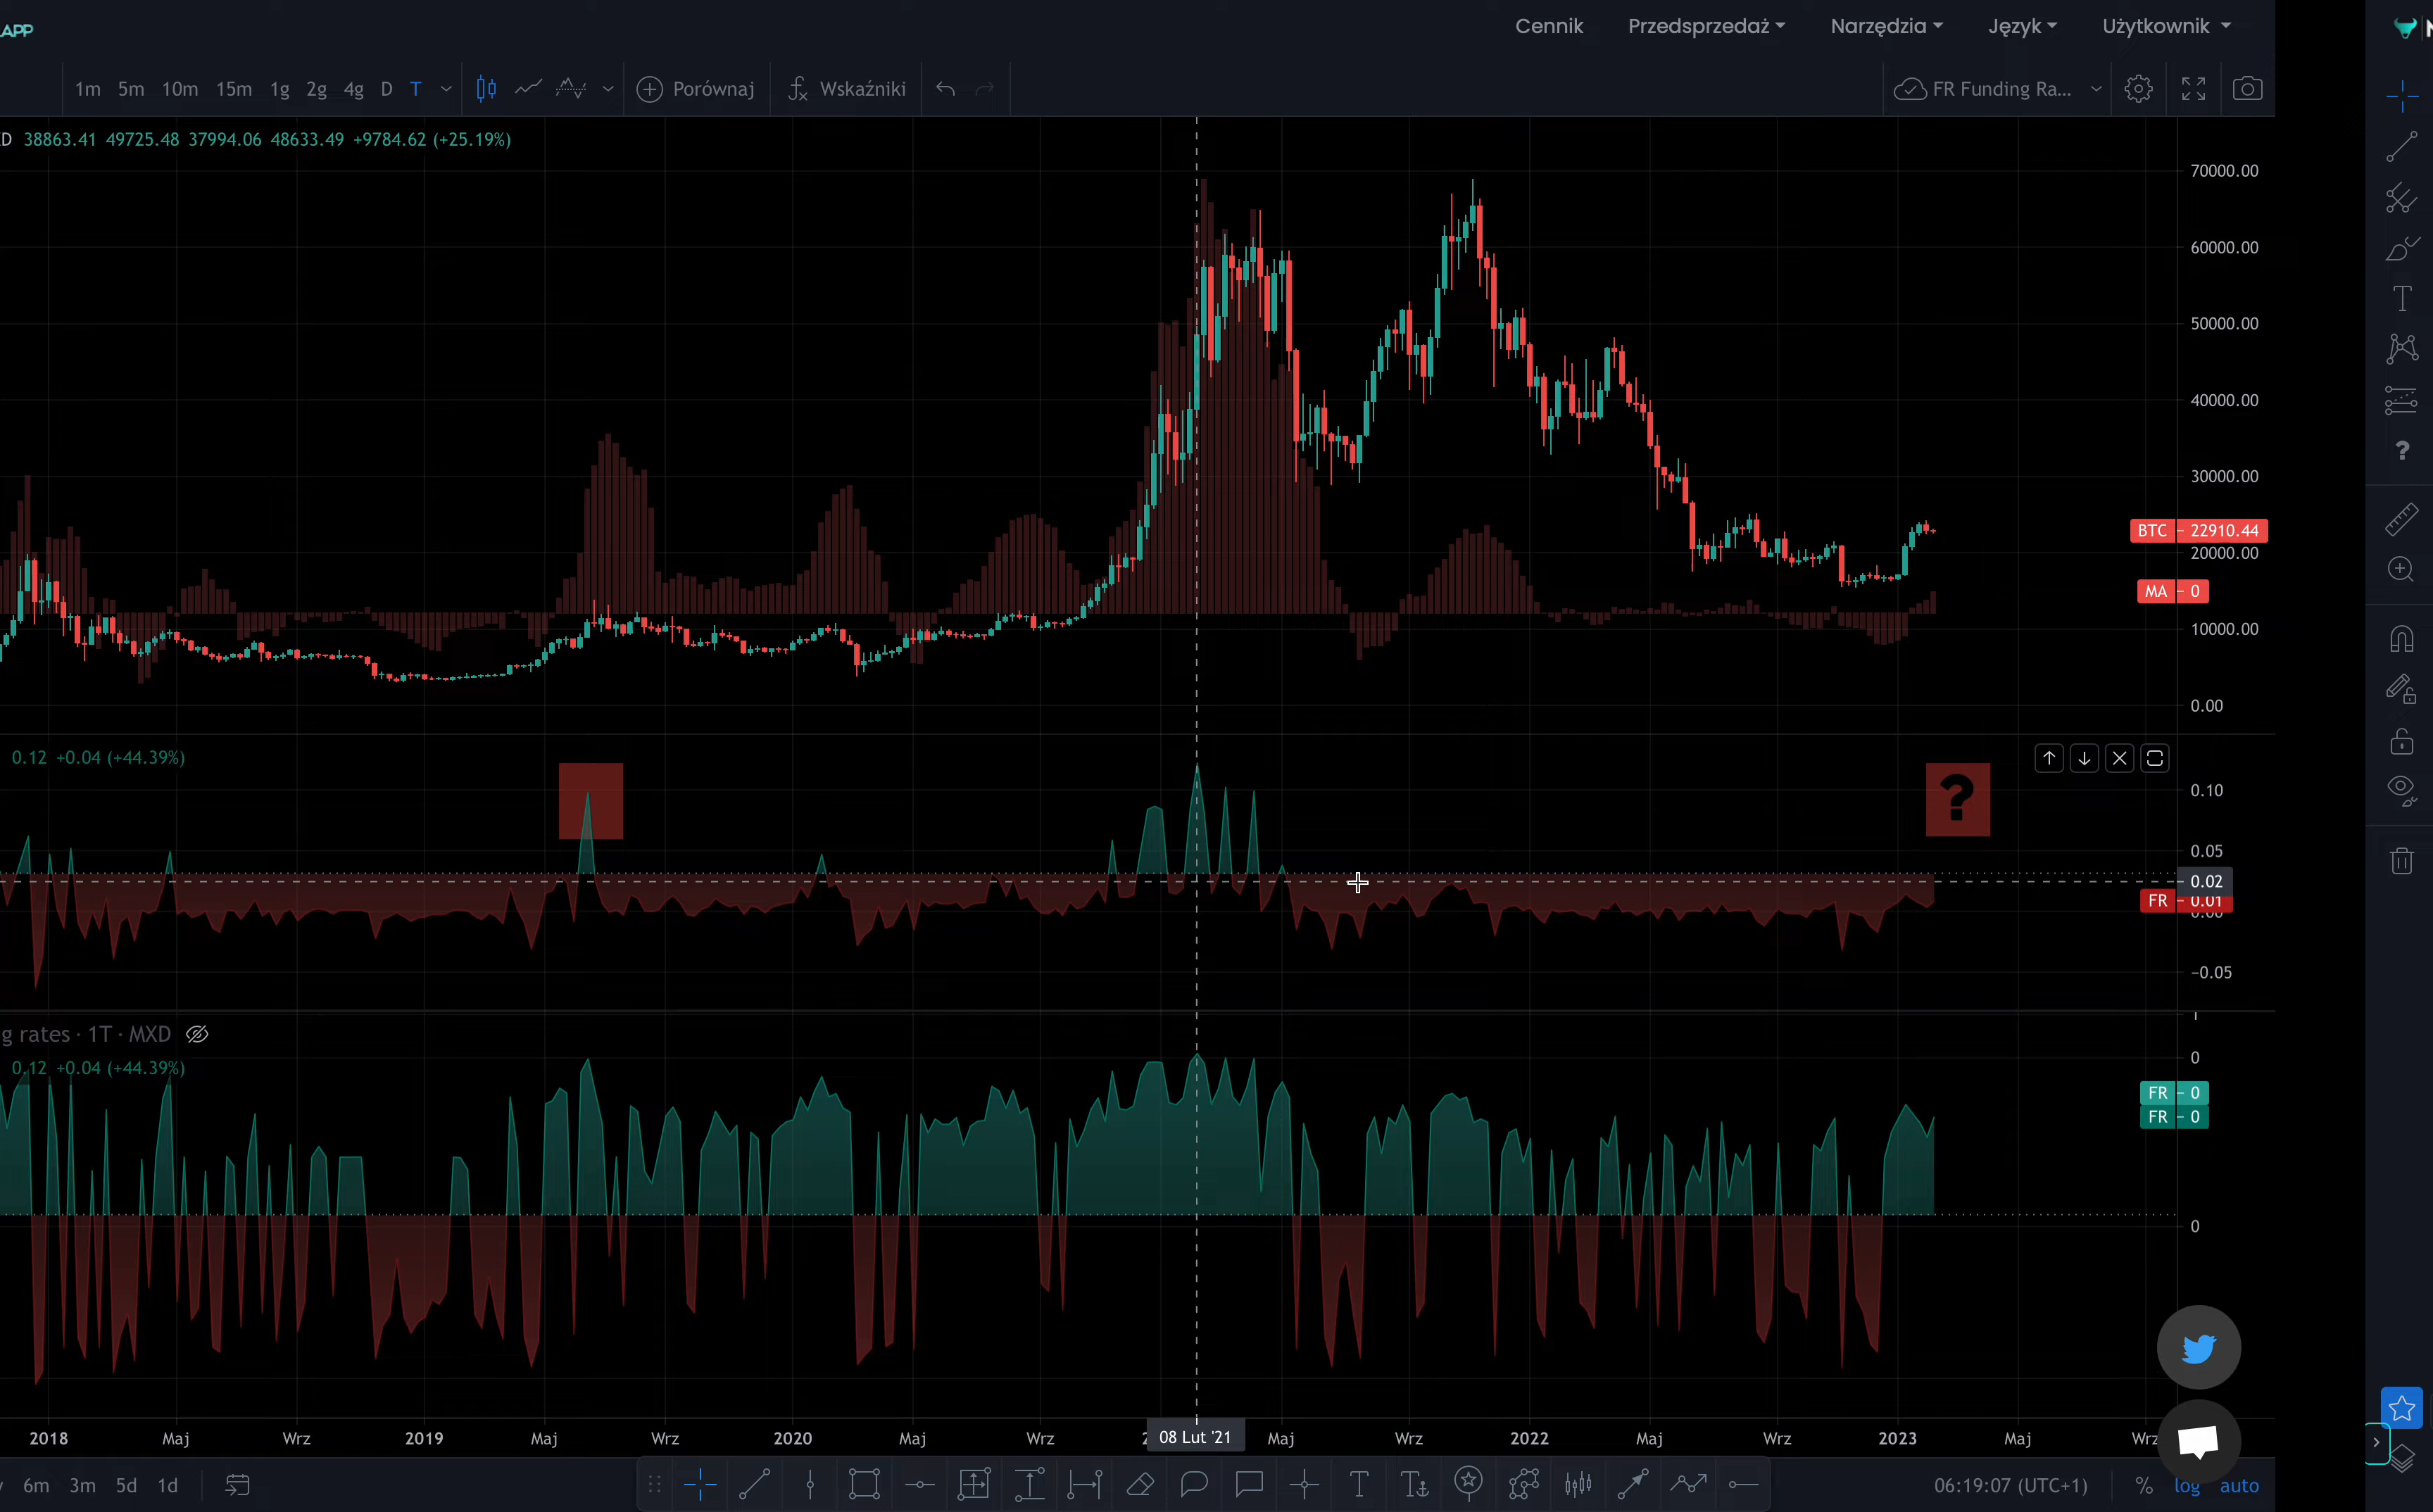 APP
Cennik Przedsprzedaż Narzędzia Język Użytkownik
1m 5m 10m 15m 1g 2g 4g D T Porównaj Wskaźniki FR Funding Ra...
D 38863.41 49725.48 37994.06 48633.49 +9784.62 (+25.19%)
70000.00
60000.00
50000.00
40000.00
30000.00
BTC 22910.44
20000.00
MA 0
10000.00
0.00
0.12 +0.04 (+44.39%)
?
0.10
0.05
0.02
FR 0.01
0.00
−0.05
g rates · 1T · MXD
0.12 +0.04 (+44.39%)
0
FR 0
FR 0
0
2018 Maj Wrz 2019 Maj Wrz 2020 Maj Wrz 08 Lut '21 Maj Wrz 2022 Maj Wrz 2023 Maj Wrz
6m 3m 5d 1d 06:19:07 (UTC+1) % log auto